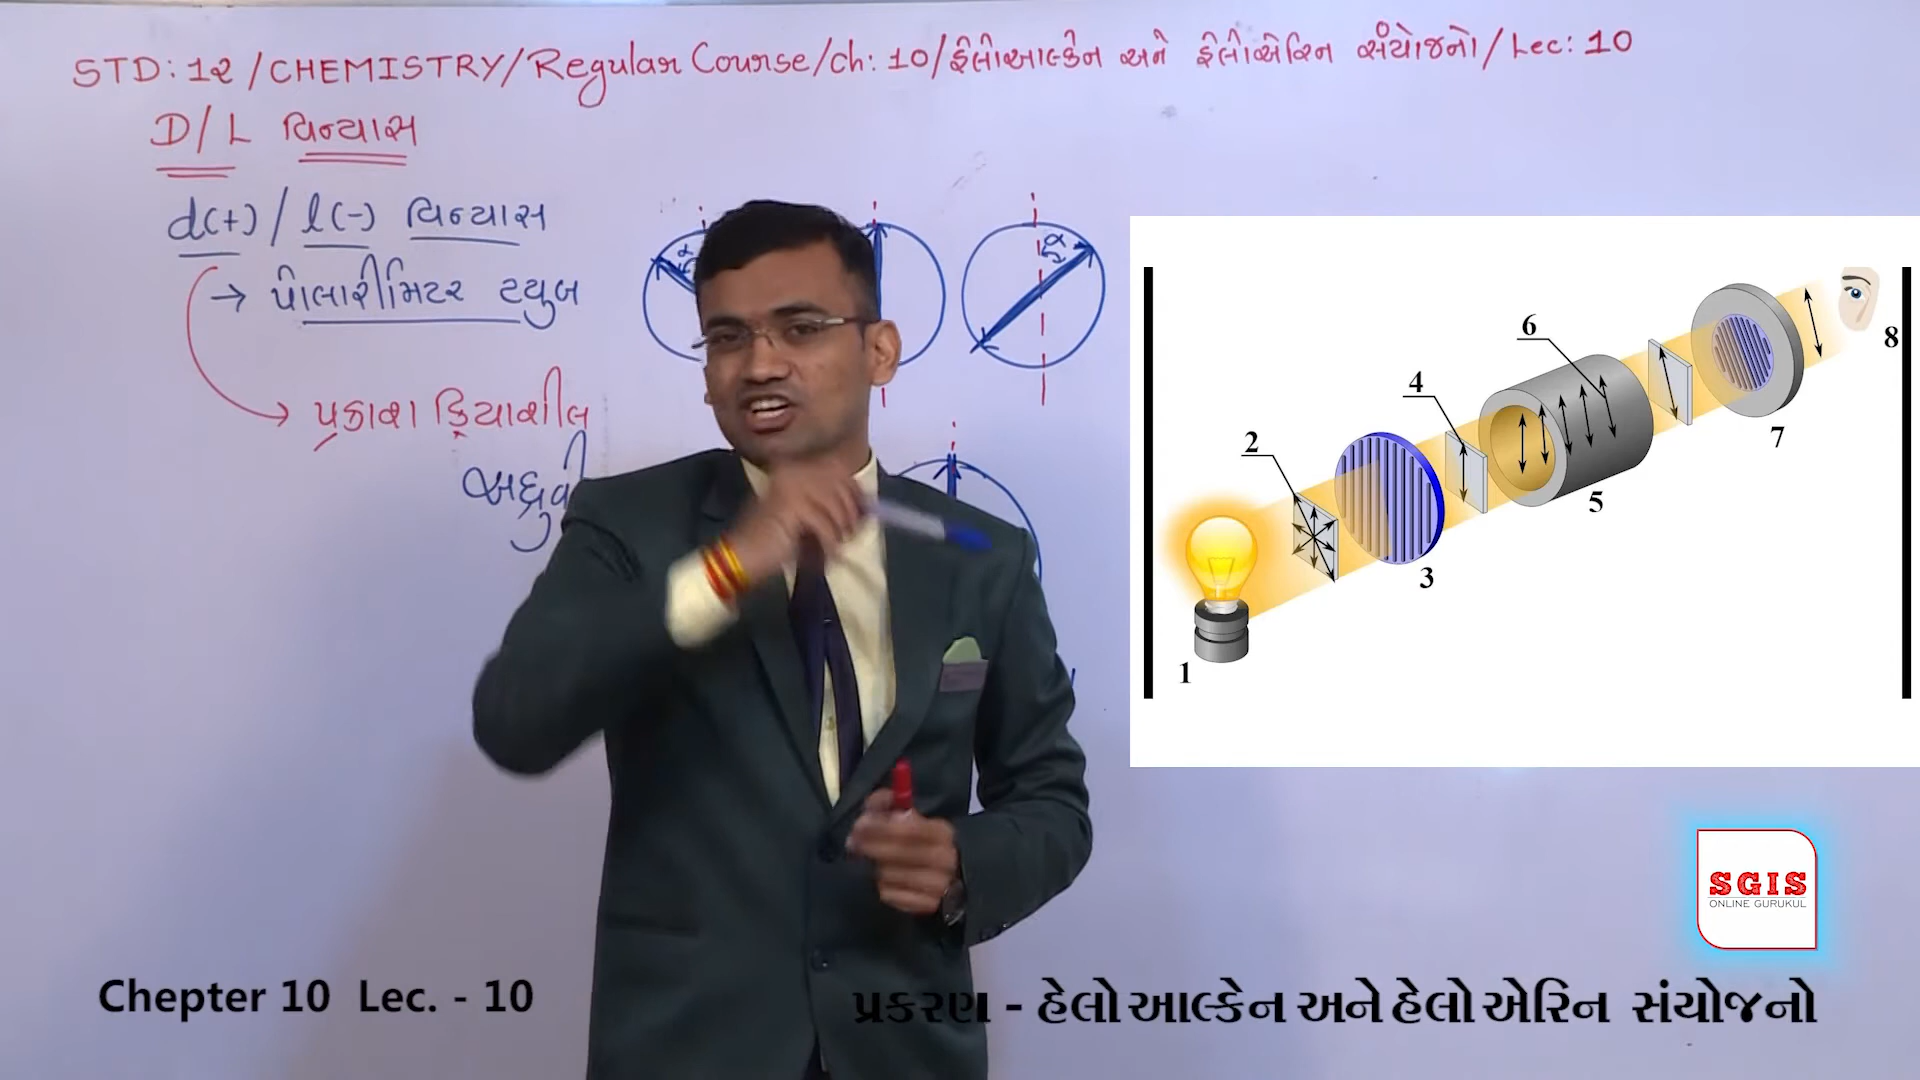 STD: 12 / CHEMISTRY / Regular Course / ch: 10 / હેલોઆલ્કેન અને હેલોએરિન સંયોજનો / Lec: 10
D / L વિન્યાસ
d(+) / l(-) વિન્યાસ
→ પોલારીમિટર ટ્યુબ
→ પ્રકાશ ક્રિયાશીલ
α
1
2
3
4
5
6
7
8
SGIS
ONLINE GURUKUL
Chepter 10 Lec. - 10
પ્રકરણ - હેલો આલ્કેન અને હેલો એરિન સંયોજનો